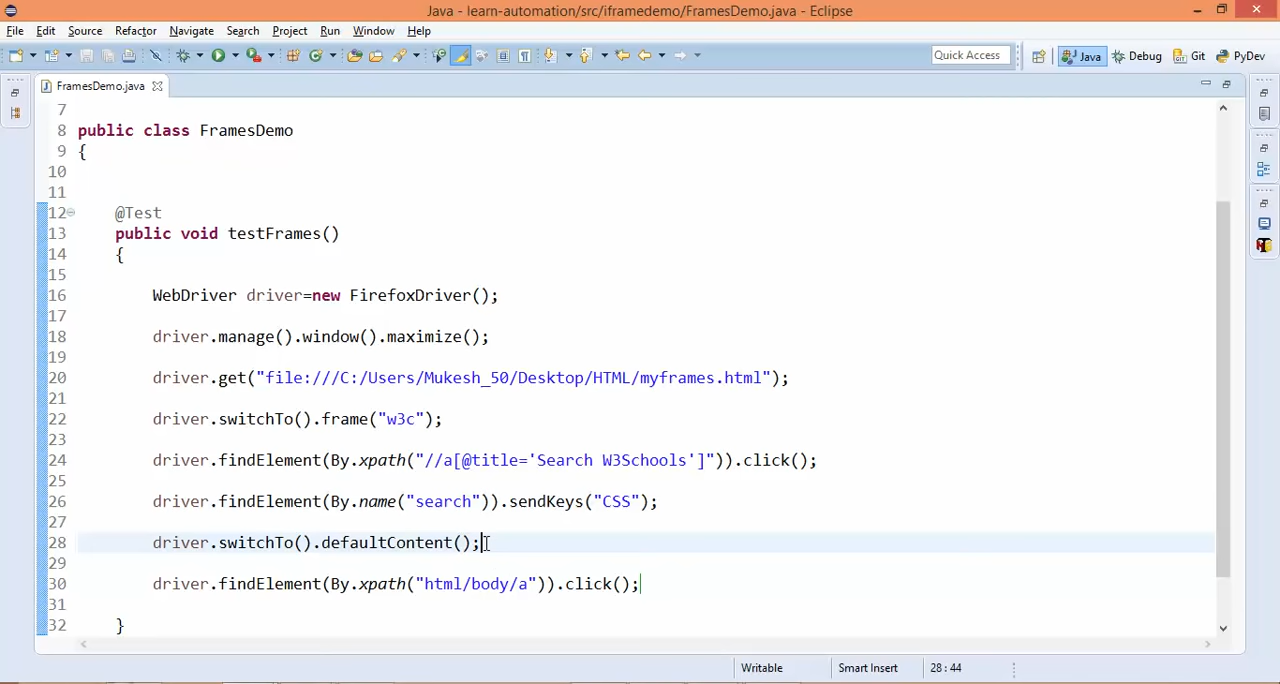 Java - learn-automation/src/iframedemo/FramesDemo.java - Eclipse
File Edit Source Refactor Navigate Search Project Run Window Help
Quick Access Java Debug Git PyDev
FramesDemo.java
7
8 public class FramesDemo
9 {
10
11
12 @Test
13 public void testFrames()
14 {
15
16 WebDriver driver=new FirefoxDriver();
17
18 driver.manage().window().maximize();
19
20 driver.get("file:///C:/Users/Mukesh_50/Desktop/HTML/myframes.html");
21
22 driver.switchTo().frame("w3c");
23
24 driver.findElement(By.xpath("//a[@title='Search W3Schools']")).click();
25
26 driver.findElement(By.name("search")).sendKeys("CSS");
27
28 driver.switchTo().defaultContent();
29
30 driver.findElement(By.xpath("html/body/a")).click();
31
32 }
Writable Smart Insert 28 : 44